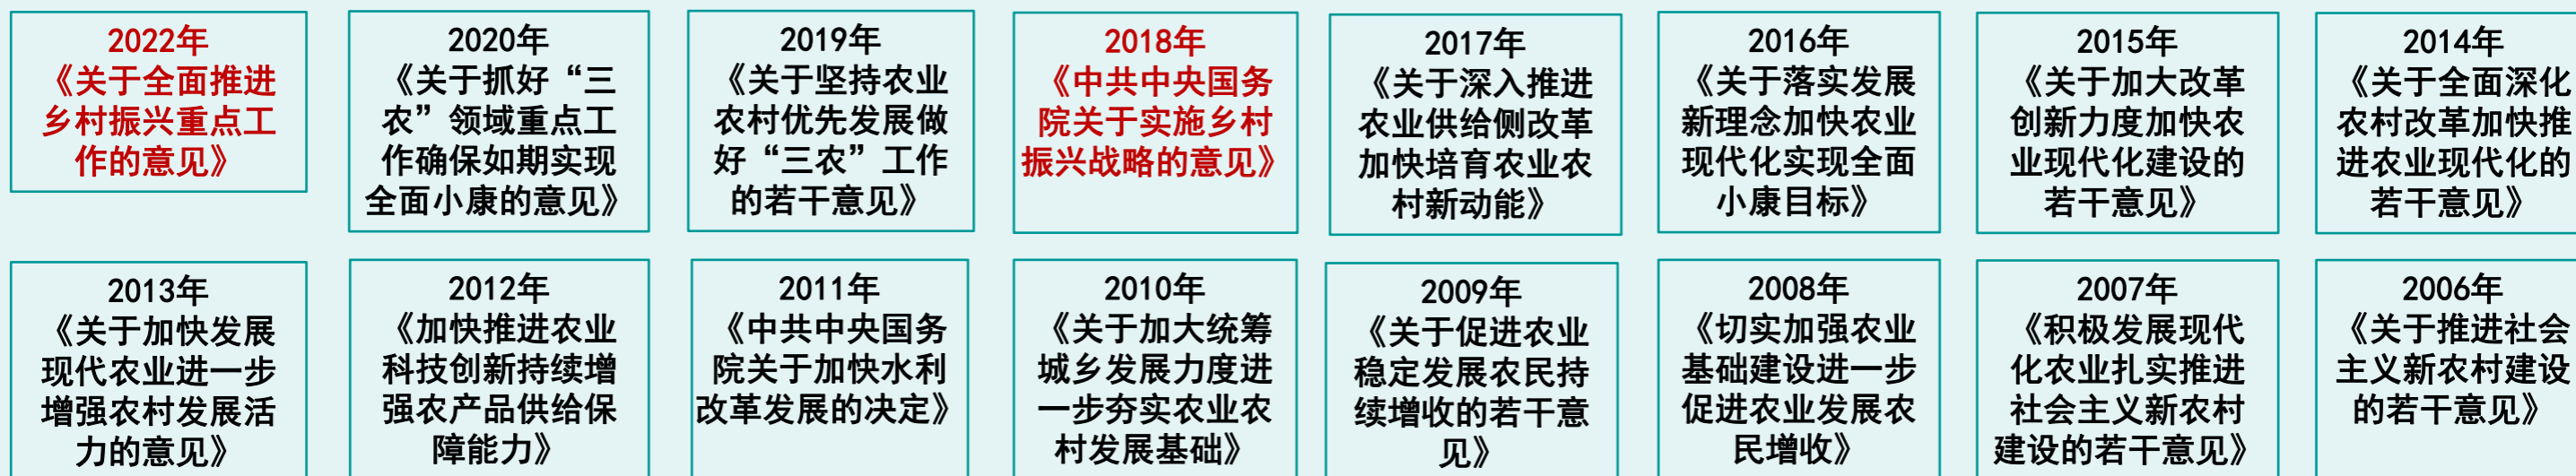 2022年
《关于全面推进
乡村振兴重点工
作的意见》
2020年
《关于抓好“三
农”领域重点工
作确保如期实现
全面小康的意见》
2019年
《关于坚持农业
农村优先发展做
好“三农”工作
的若干意见》
2018年
《中共中央国务
院关于实施乡村
振兴战略的意见》
2017年
《关于深入推进
农业供给侧改革
加快培育农业农
村新动能》
2016年
《关于落实发展
新理念加快农业
现代化实现全面
小康目标》
2015年
《关于加大改革
创新力度加快农
业现代化建设的
若干意见》
2014年
《关于全面深化
农村改革加快推
进农业现代化的
若干意见》
2013年
《关于加快发展
现代农业进一步
增强农村发展活
力的意见》
2012年
《加快推进农业
科技创新持续增
强农产品供给保
障能力》
2011年
《中共中央国务
院关于加快水利
改革发展的决定》
2010年
《关于加大统筹
城乡发展力度进
一步夯实农业农
村发展基础》
2009年
《关于促进农业
稳定发展农民持
续增收的若干意
见》
2008年
《切实加强农业
基础建设进一步
促进农业发展农
民增收》
2007年
《积极发展现代
化农业扎实推进
社会主义新农村
建设的若干意见》
2006年
《关于推进社会
主义新农村建设
的若干意见》